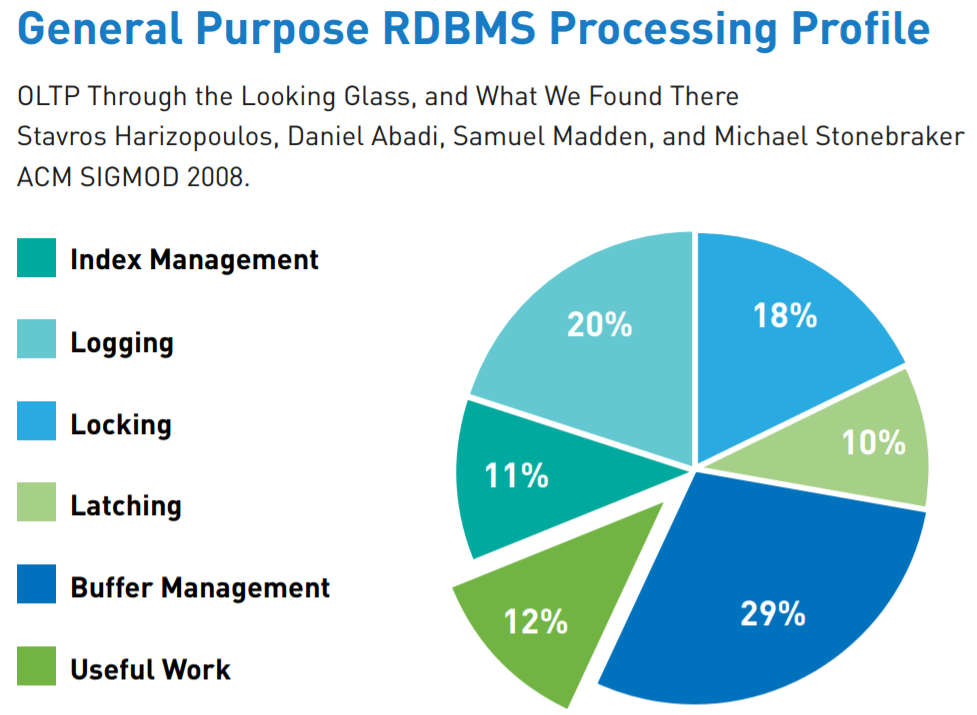 General Purpose RDBMS Processing Profile
OLTP Through the Looking Glass, and What We Found There
Stavros Harizopoulos, Daniel Abadi, Samuel Madden, and Michael Stonebraker
ACM SIGMOD 2008.
Index Management
Logging
Locking
Latching
Buffer Management
Useful Work
20%
18%
10%
11%
29%
12%